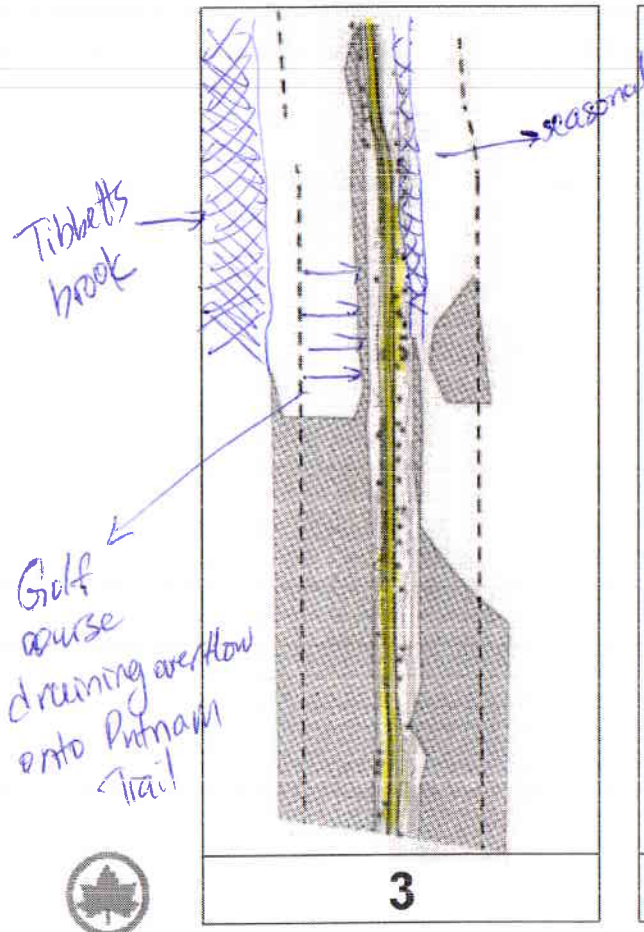 seasonal
Tibbetts
brook
Golf
course
draining overflow
onto Putnam
Trail
3